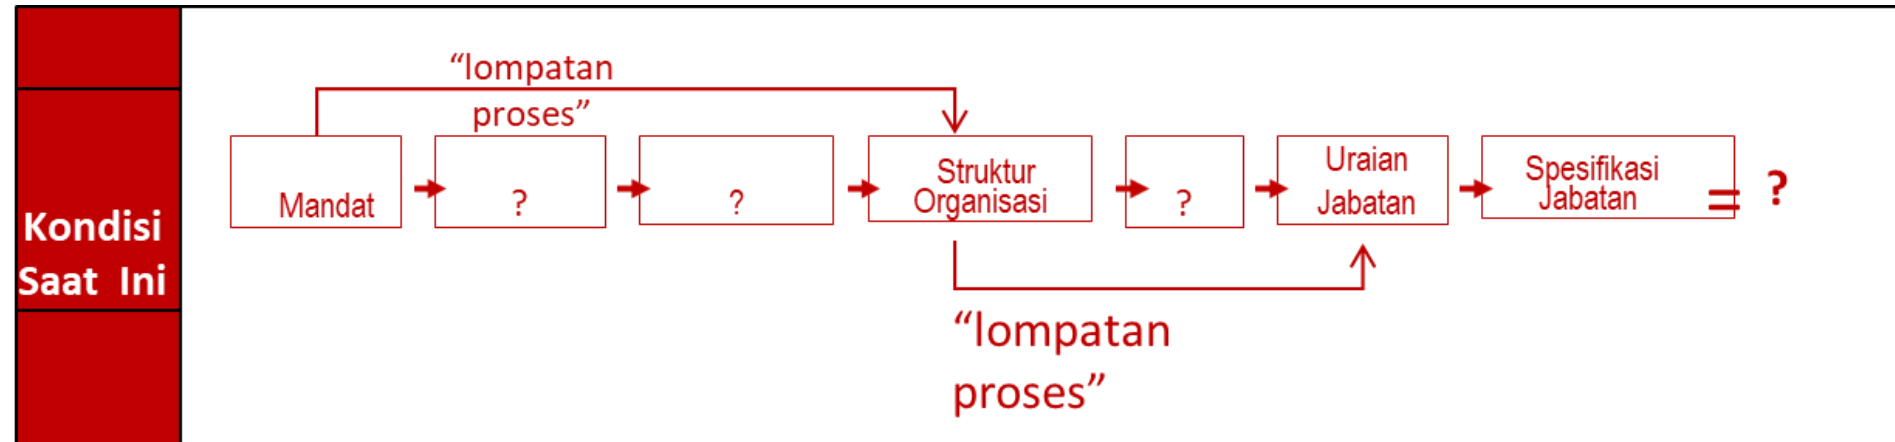 Kondisi
Saat Ini
“lompatan
proses”
Mandat
?
?
Struktur
Organisasi
?
Uraian
Jabatan
Spesifikasi
Jabatan
= ?
“lompatan
proses”